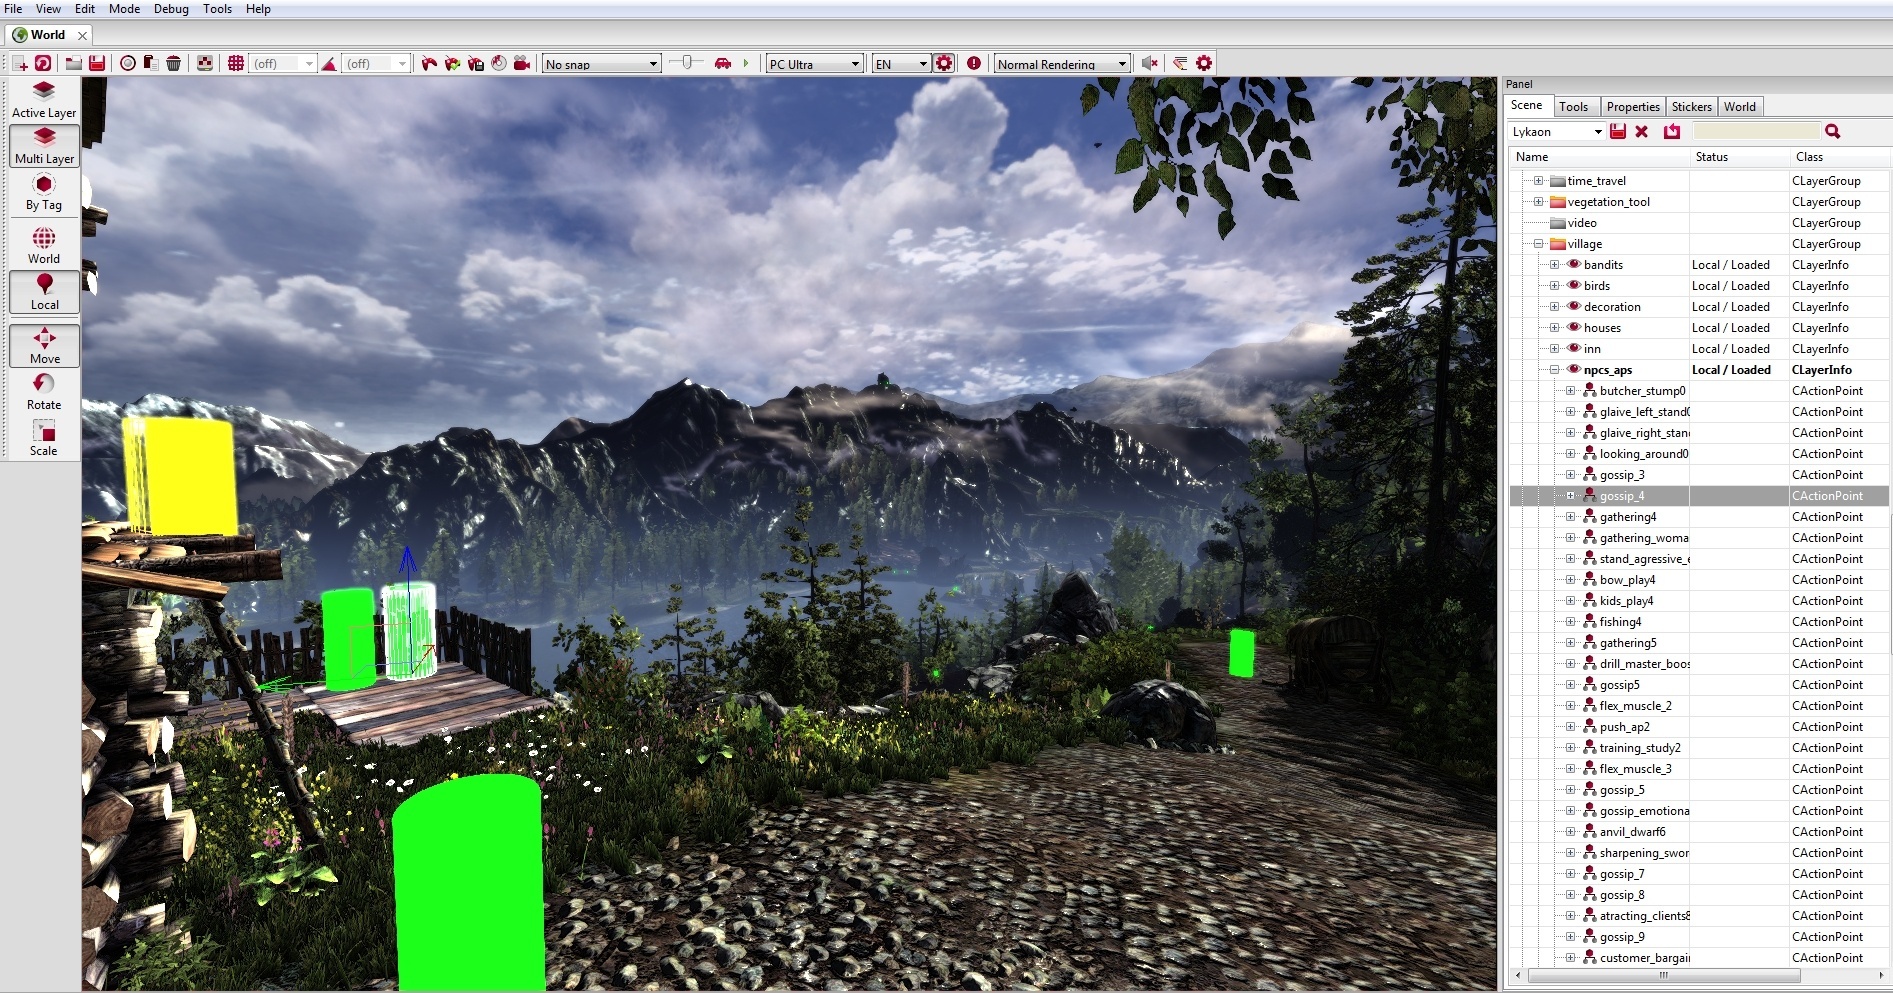 File View Edit Mode Debug Tools Help
World
(off) (off) No snap PC Ultra EN Normal Rendering
Active Layer
Multi Layer
By Tag
World
Local
Move
Rotate
Scale
Panel
Scene Tools Properties Stickers World
Lykaon
Name Status Class
time_travel CLayerGroup
vegetation_tool CLayerGroup
video CLayerGroup
village CLayerGroup
bandits Local / Loaded CLayerInfo
birds Local / Loaded CLayerInfo
decoration Local / Loaded CLayerInfo
houses Local / Loaded CLayerInfo
inn Local / Loaded CLayerInfo
npcs_aps Local / Loaded CLayerInfo
butcher_stump0 CActionPoint
glaive_left_stand0 CActionPoint
glaive_right_stan CActionPoint
looking_around0 CActionPoint
gossip_3 CActionPoint
gossip_4 CActionPoint
gathering4 CActionPoint
gathering_woma CActionPoint
stand_agressive_e CActionPoint
bow_play4 CActionPoint
kids_play4 CActionPoint
fishing4 CActionPoint
gathering5 CActionPoint
drill_master_boos CActionPoint
gossip5 CActionPoint
flex_muscle_2 CActionPoint
push_ap2 CActionPoint
training_study2 CActionPoint
flex_muscle_3 CActionPoint
gossip_5 CActionPoint
gossip_emotiona CActionPoint
anvil_dwarf6 CActionPoint
sharpening_swor CActionPoint
gossip_7 CActionPoint
gossip_8 CActionPoint
atracting_clients8 CActionPoint
gossip_9 CActionPoint
customer_bargain CActionPoint